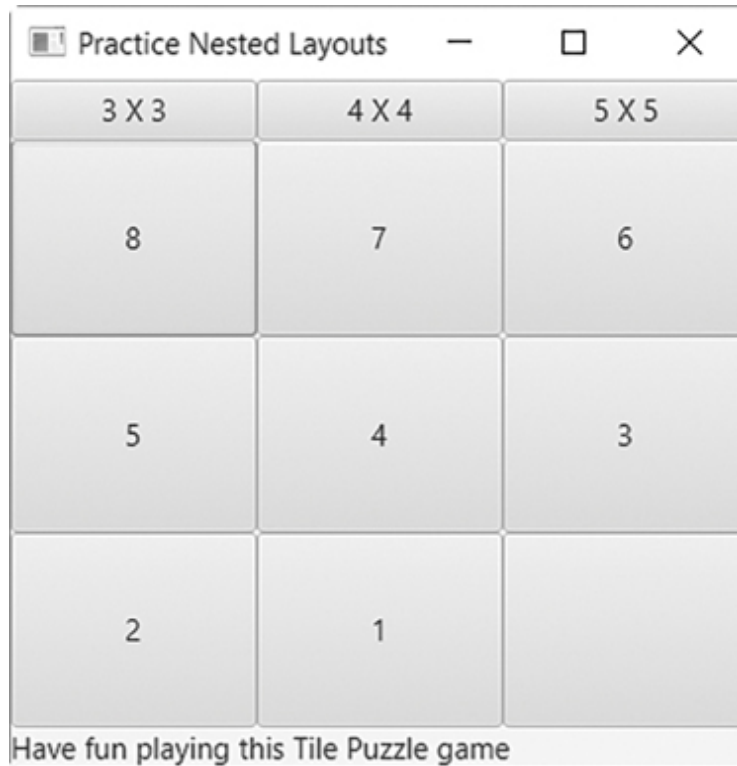 Practice Nested Layouts
3 X 3 4 X 4 5 X 5
8 7 6
5 4 3
2 1
Have fun playing this Tile Puzzle game